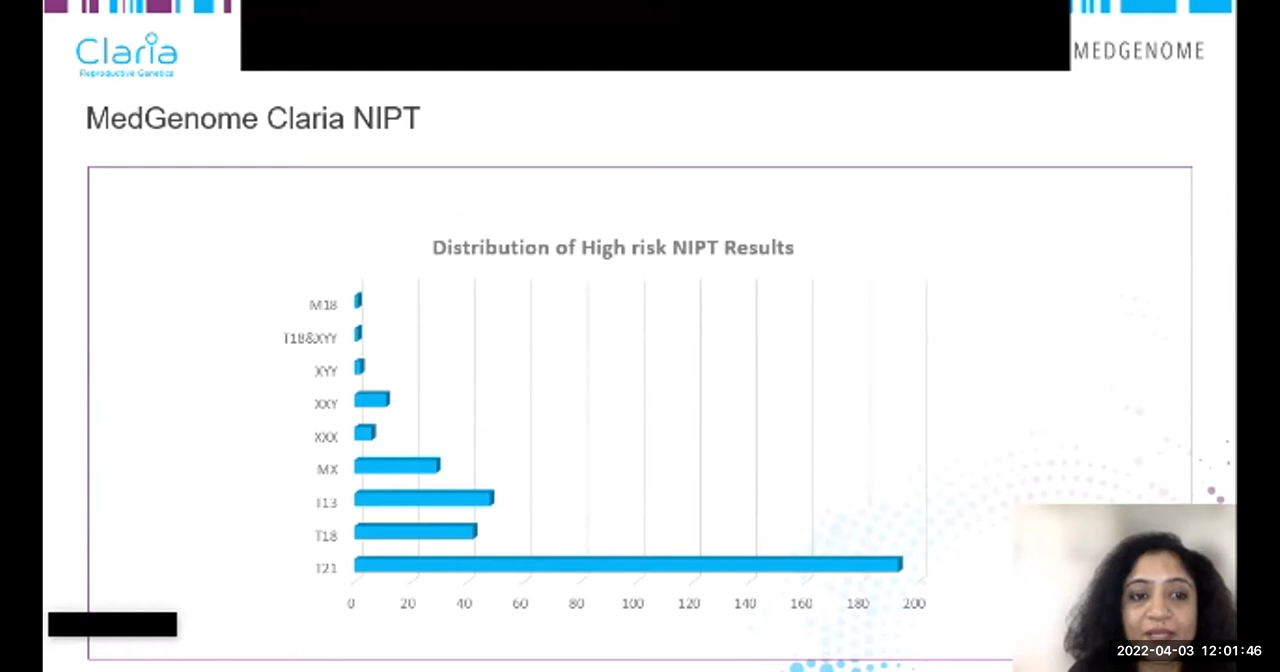 Claria
Reproductive Genetics
MEDGENOME
MedGenome Claria NIPT
Distribution of High risk NIPT Results
M18
T18&XYY
XYY
XXY
XXX
MX
T13
T18
T21
0 20 40 60 80 100 120 140 160 180 200
2022-04-03 12:01:46